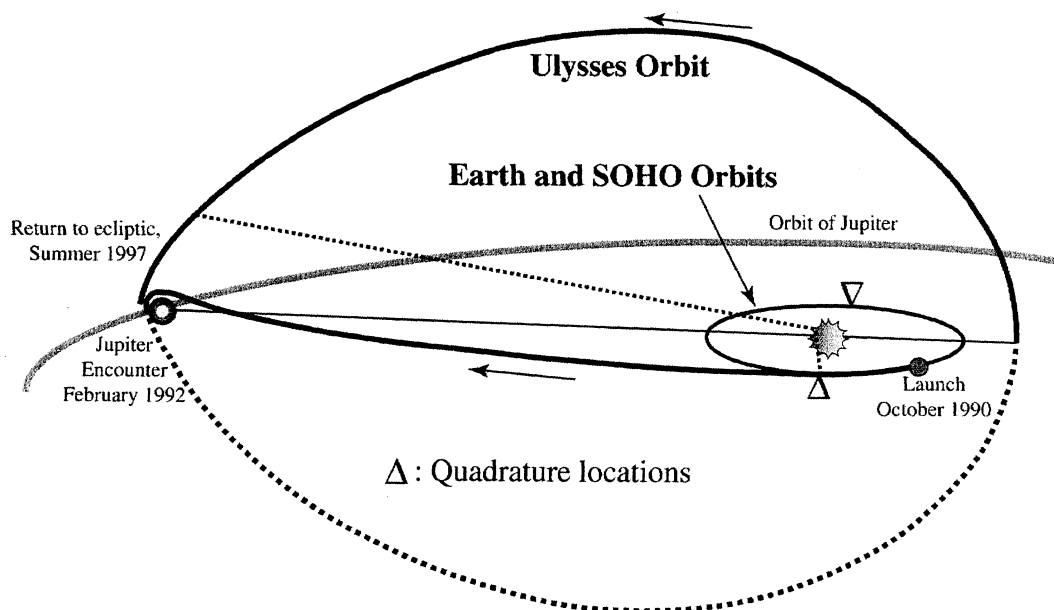 Ulysses Orbit
Earth and SOHO Orbits
Orbit of Jupiter
Return to ecliptic,
Summer 1997
Jupiter
Encounter
February 1992
Launch
October 1990
Δ : Quadrature locations